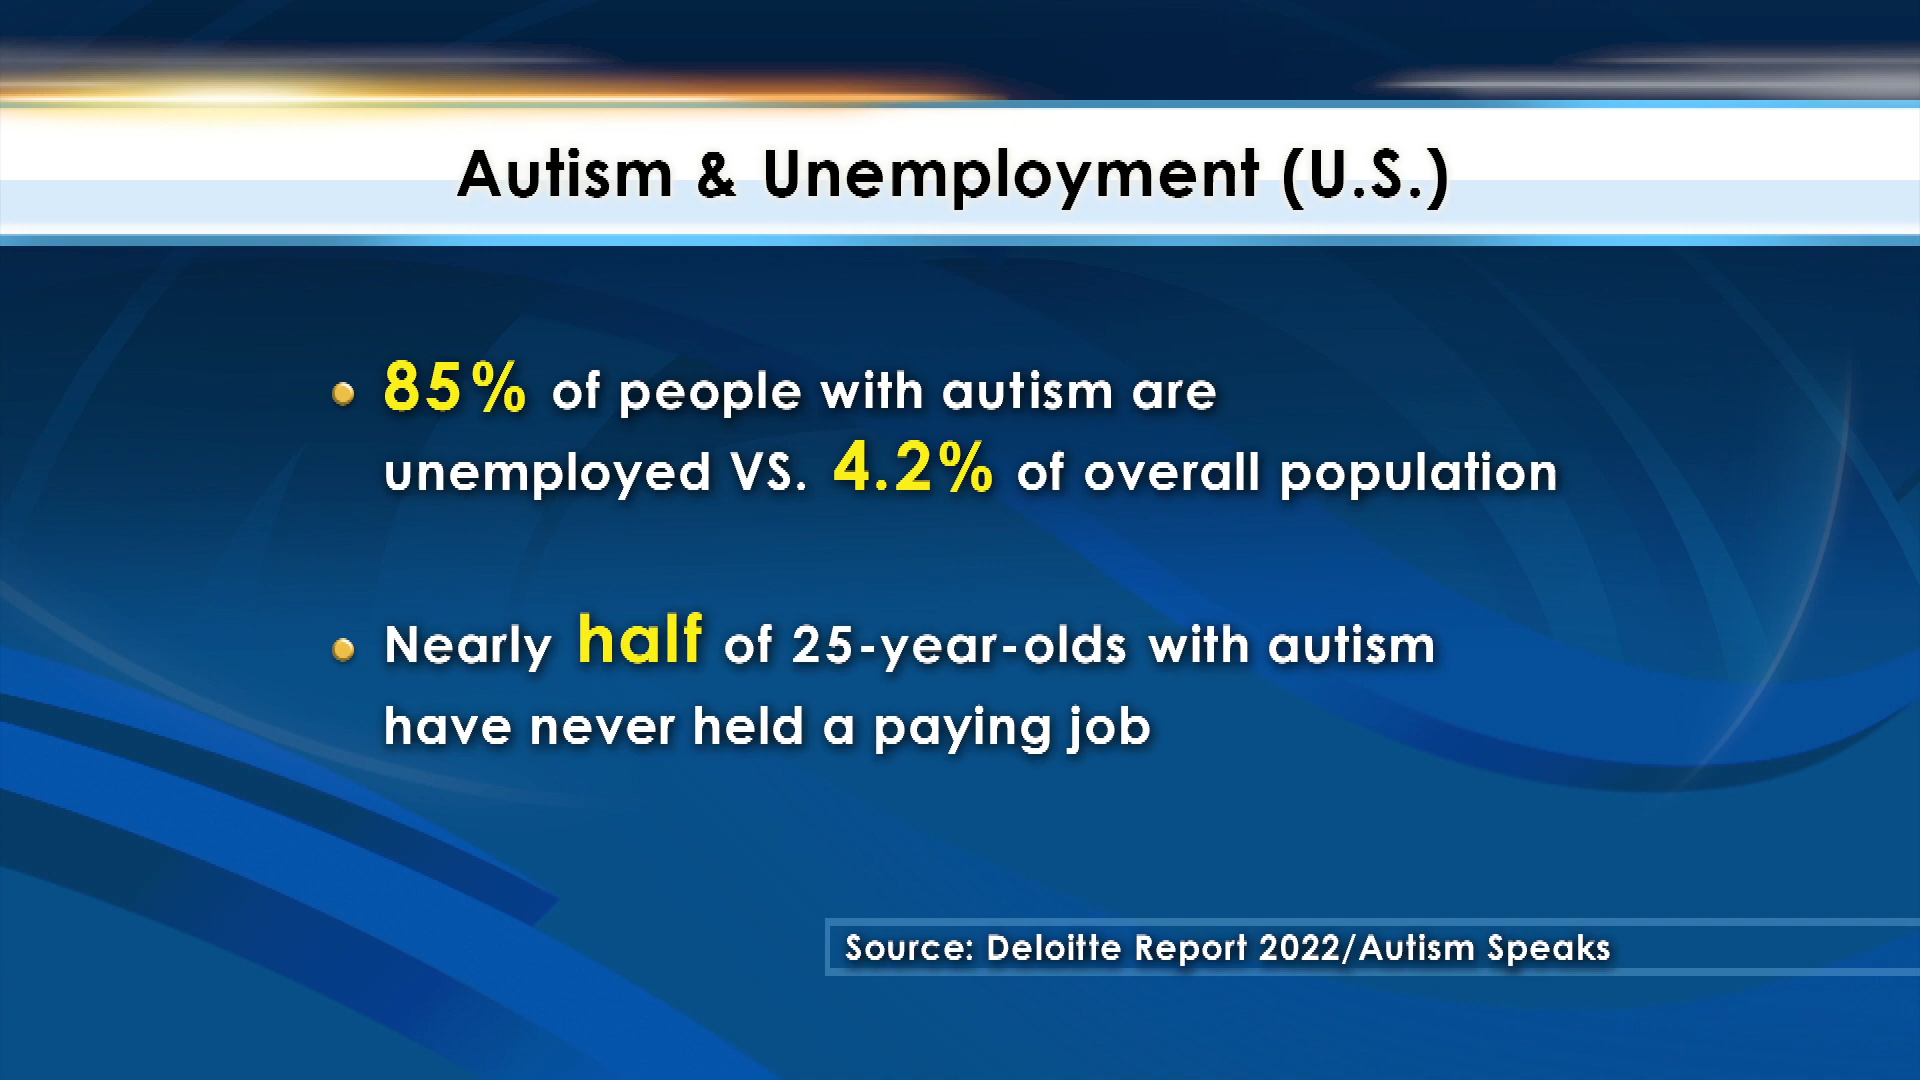 Autism & Unemployment (U.S.)
• 85% of people with autism are
unemployed VS. 4.2% of overall population
• Nearly half of 25-year-olds with autism
have never held a paying job
Source: Deloitte Report 2022/Autism Speaks